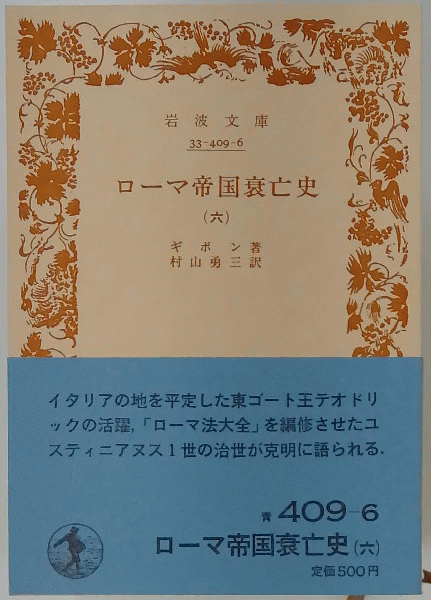 岩波文庫
33-409-6
ローマ帝国衰亡史
(六)
ギボン著
村山勇三訳
イタリアの地を平定した東ゴート王テオドリ
ックの活躍,「ローマ法大全」を編修させたユ
スティニアヌス1世の治世が克明に語られる.
青 409-6
ローマ帝国衰亡史(六)
定価500円